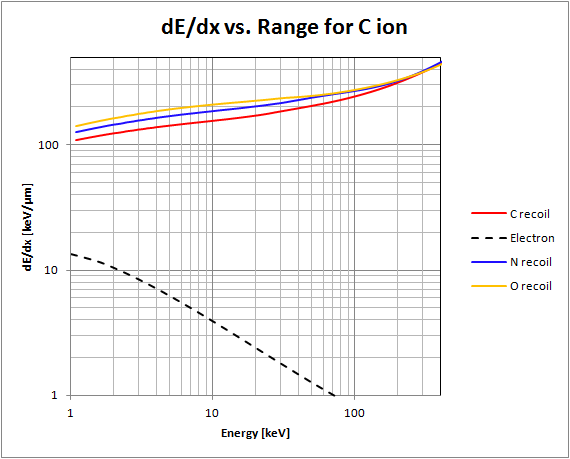 dE/dx vs. Range for C ion
dE/dx [keV/μm]
100
10
1
1
10
100
Energy [keV]
C recoil
Electron
N recoil
O recoil